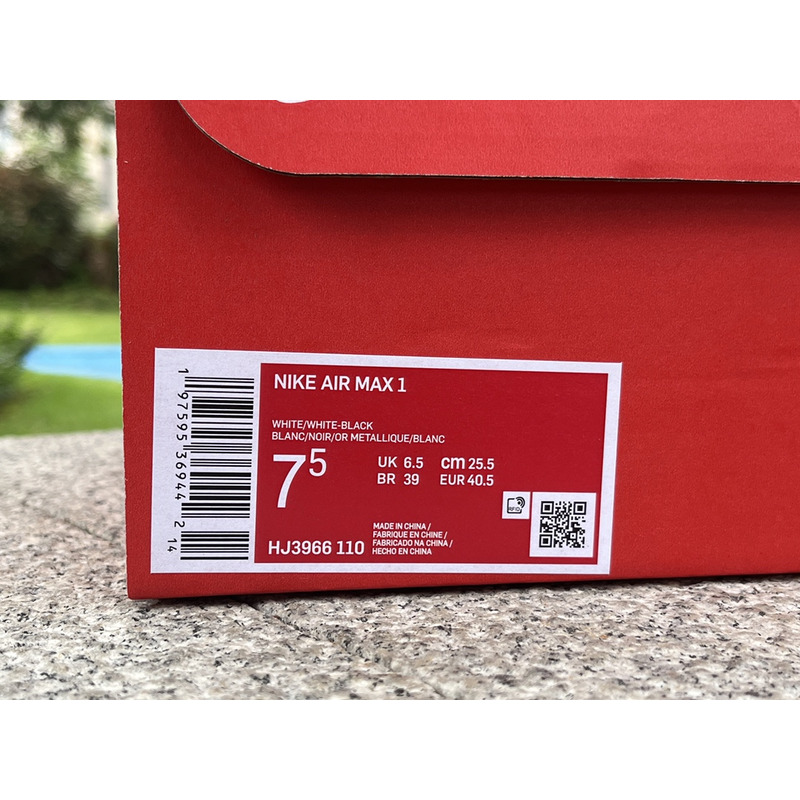 NIKE AIR MAX 1
WHITE/WHITE-BLACK
BLANC/NOIR/OR METALLIQUE/BLANC
7 5
UK 6.5 cm 25.5
BR 39 EUR 40.5
HJ3966 110
MADE IN CHINA /
FABRIQUE EN CHINE /
FABRICADO NA CHINA /
HECHO EN CHINA
RFID
1 97595 36944 2 14